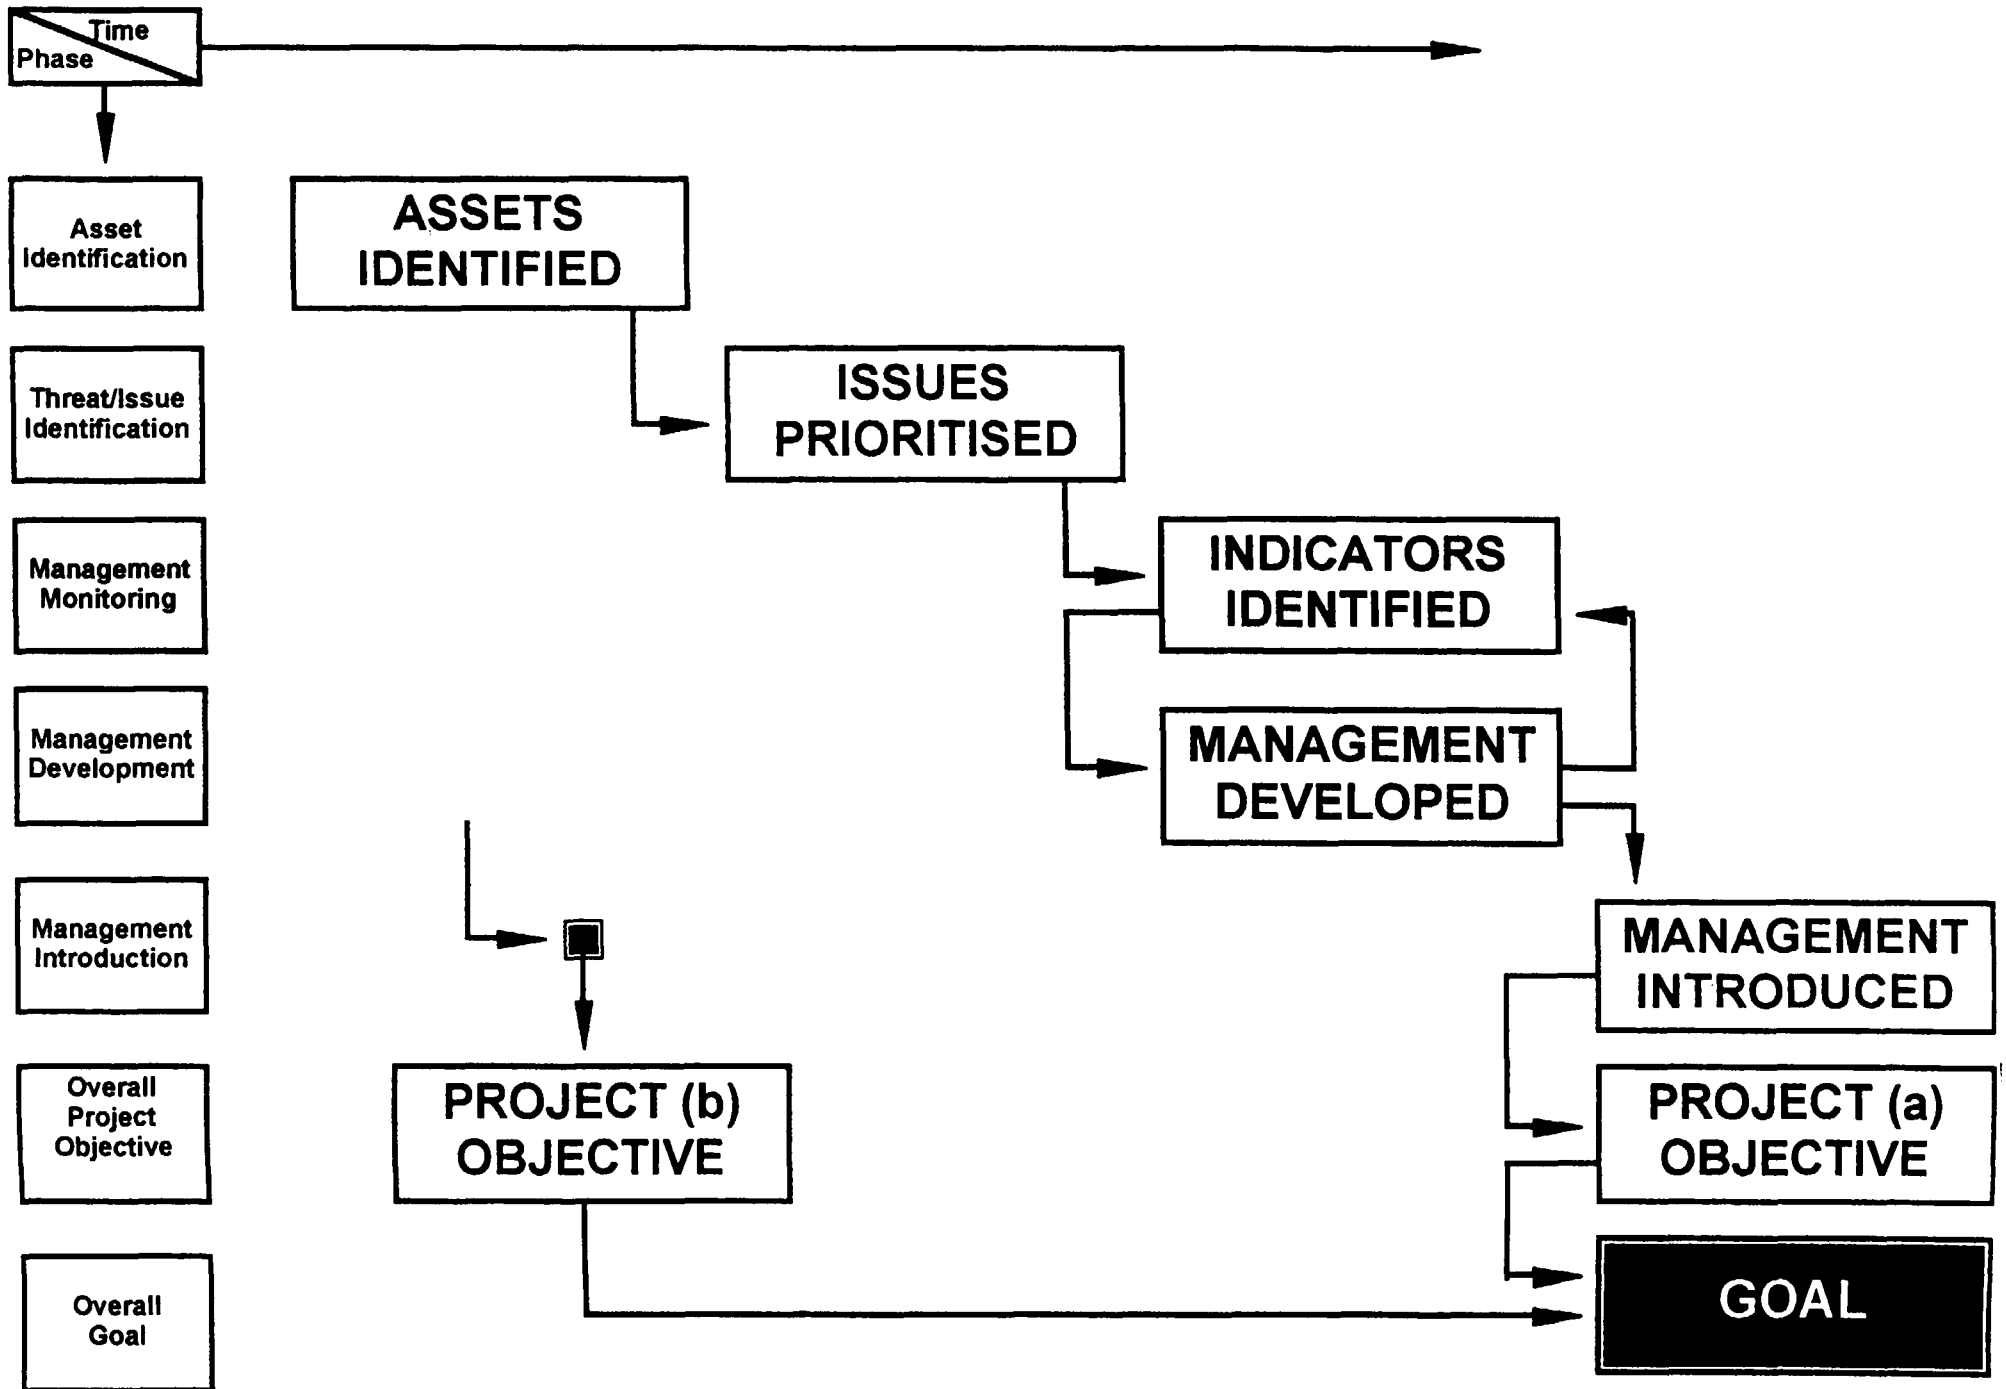 Time
Phase
Asset
Identification
ASSETS
IDENTIFIED
Threat/Issue
Identification
ISSUES
PRIORITISED
Management
Monitoring
INDICATORS
IDENTIFIED
Management
Development
MANAGEMENT
DEVELOPED
Management
Introduction
MANAGEMENT
INTRODUCED
Overall
Project
Objective
PROJECT (b)
OBJECTIVE
PROJECT (a)
OBJECTIVE
Overall
Goal
GOAL